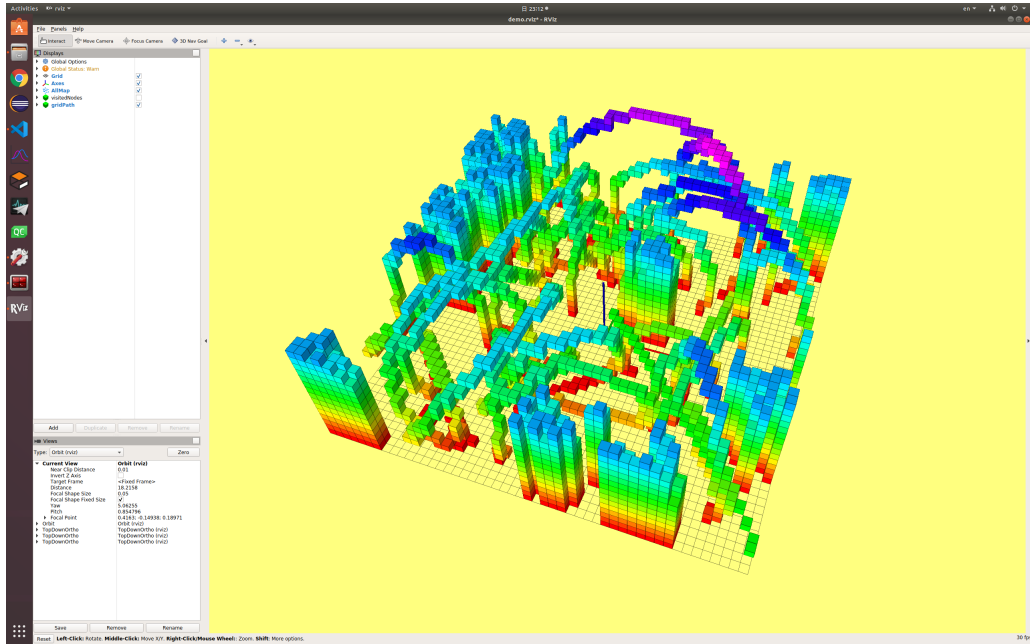 Activities
rviz
日 23:12
en
demo.rviz* - RViz
File Panels Help
Interact Move Camera Focus Camera 3D Nav Goal
Displays
Global Options
Global Status: Warn
Grid
Axes
AllMap
visitedNodes
gridPath
Add Duplicate Remove Rename
Views
Type: Orbit (rviz) Zero
Current View Orbit (rviz)
Near Clip Distance 0.01
Invert Z Axis
Target Frame <Fixed Frame>
Distance 18.2158
Focal Shape Size 0.05
Focal Shape Fixed Size
Yaw 5.06255
Pitch 0.854796
Focal Point 0.4163; -0.14938; 0.18971
Orbit Orbit (rviz)
TopDownOrtho TopDownOrtho (rviz)
TopDownOrtho TopDownOrtho (rviz)
TopDownOrtho TopDownOrtho (rviz)
Save Remove Rename
Reset Left-Click: Rotate. Middle-Click: Move X/Y. Right-Click/Mouse Wheel: Zoom. Shift: More options.
30 fp
QC
RViz